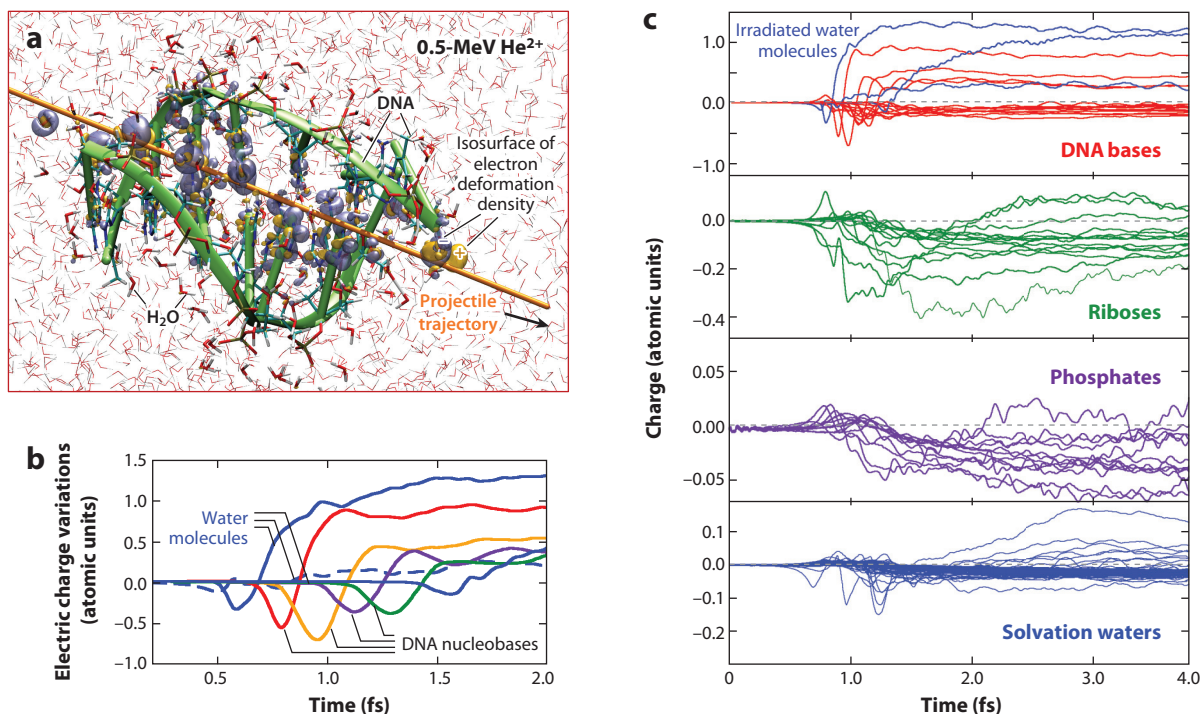 a
0.5-MeV He²⁺
DNA
Isosurface of
electron
deformation
density
−
+
H₂O
Projectile
trajectory
b
Electric charge variations
(atomic units)
1.5
1.0
0.5
0.0
−0.5
−1.0
Water
molecules
DNA nucleobases
0.5
1.0
1.5
2.0
Time (fs)
c
Charge (atomic units)
Irradiated water
molecules
1.0
0.0
−1.0
DNA bases
0.0
−0.2
−0.4
Riboses
Phosphates
0.00
−0.05
0.1
0.0
−0.1
−0.2
Solvation waters
0
1.0
2.0
3.0
4.0
Time (fs)